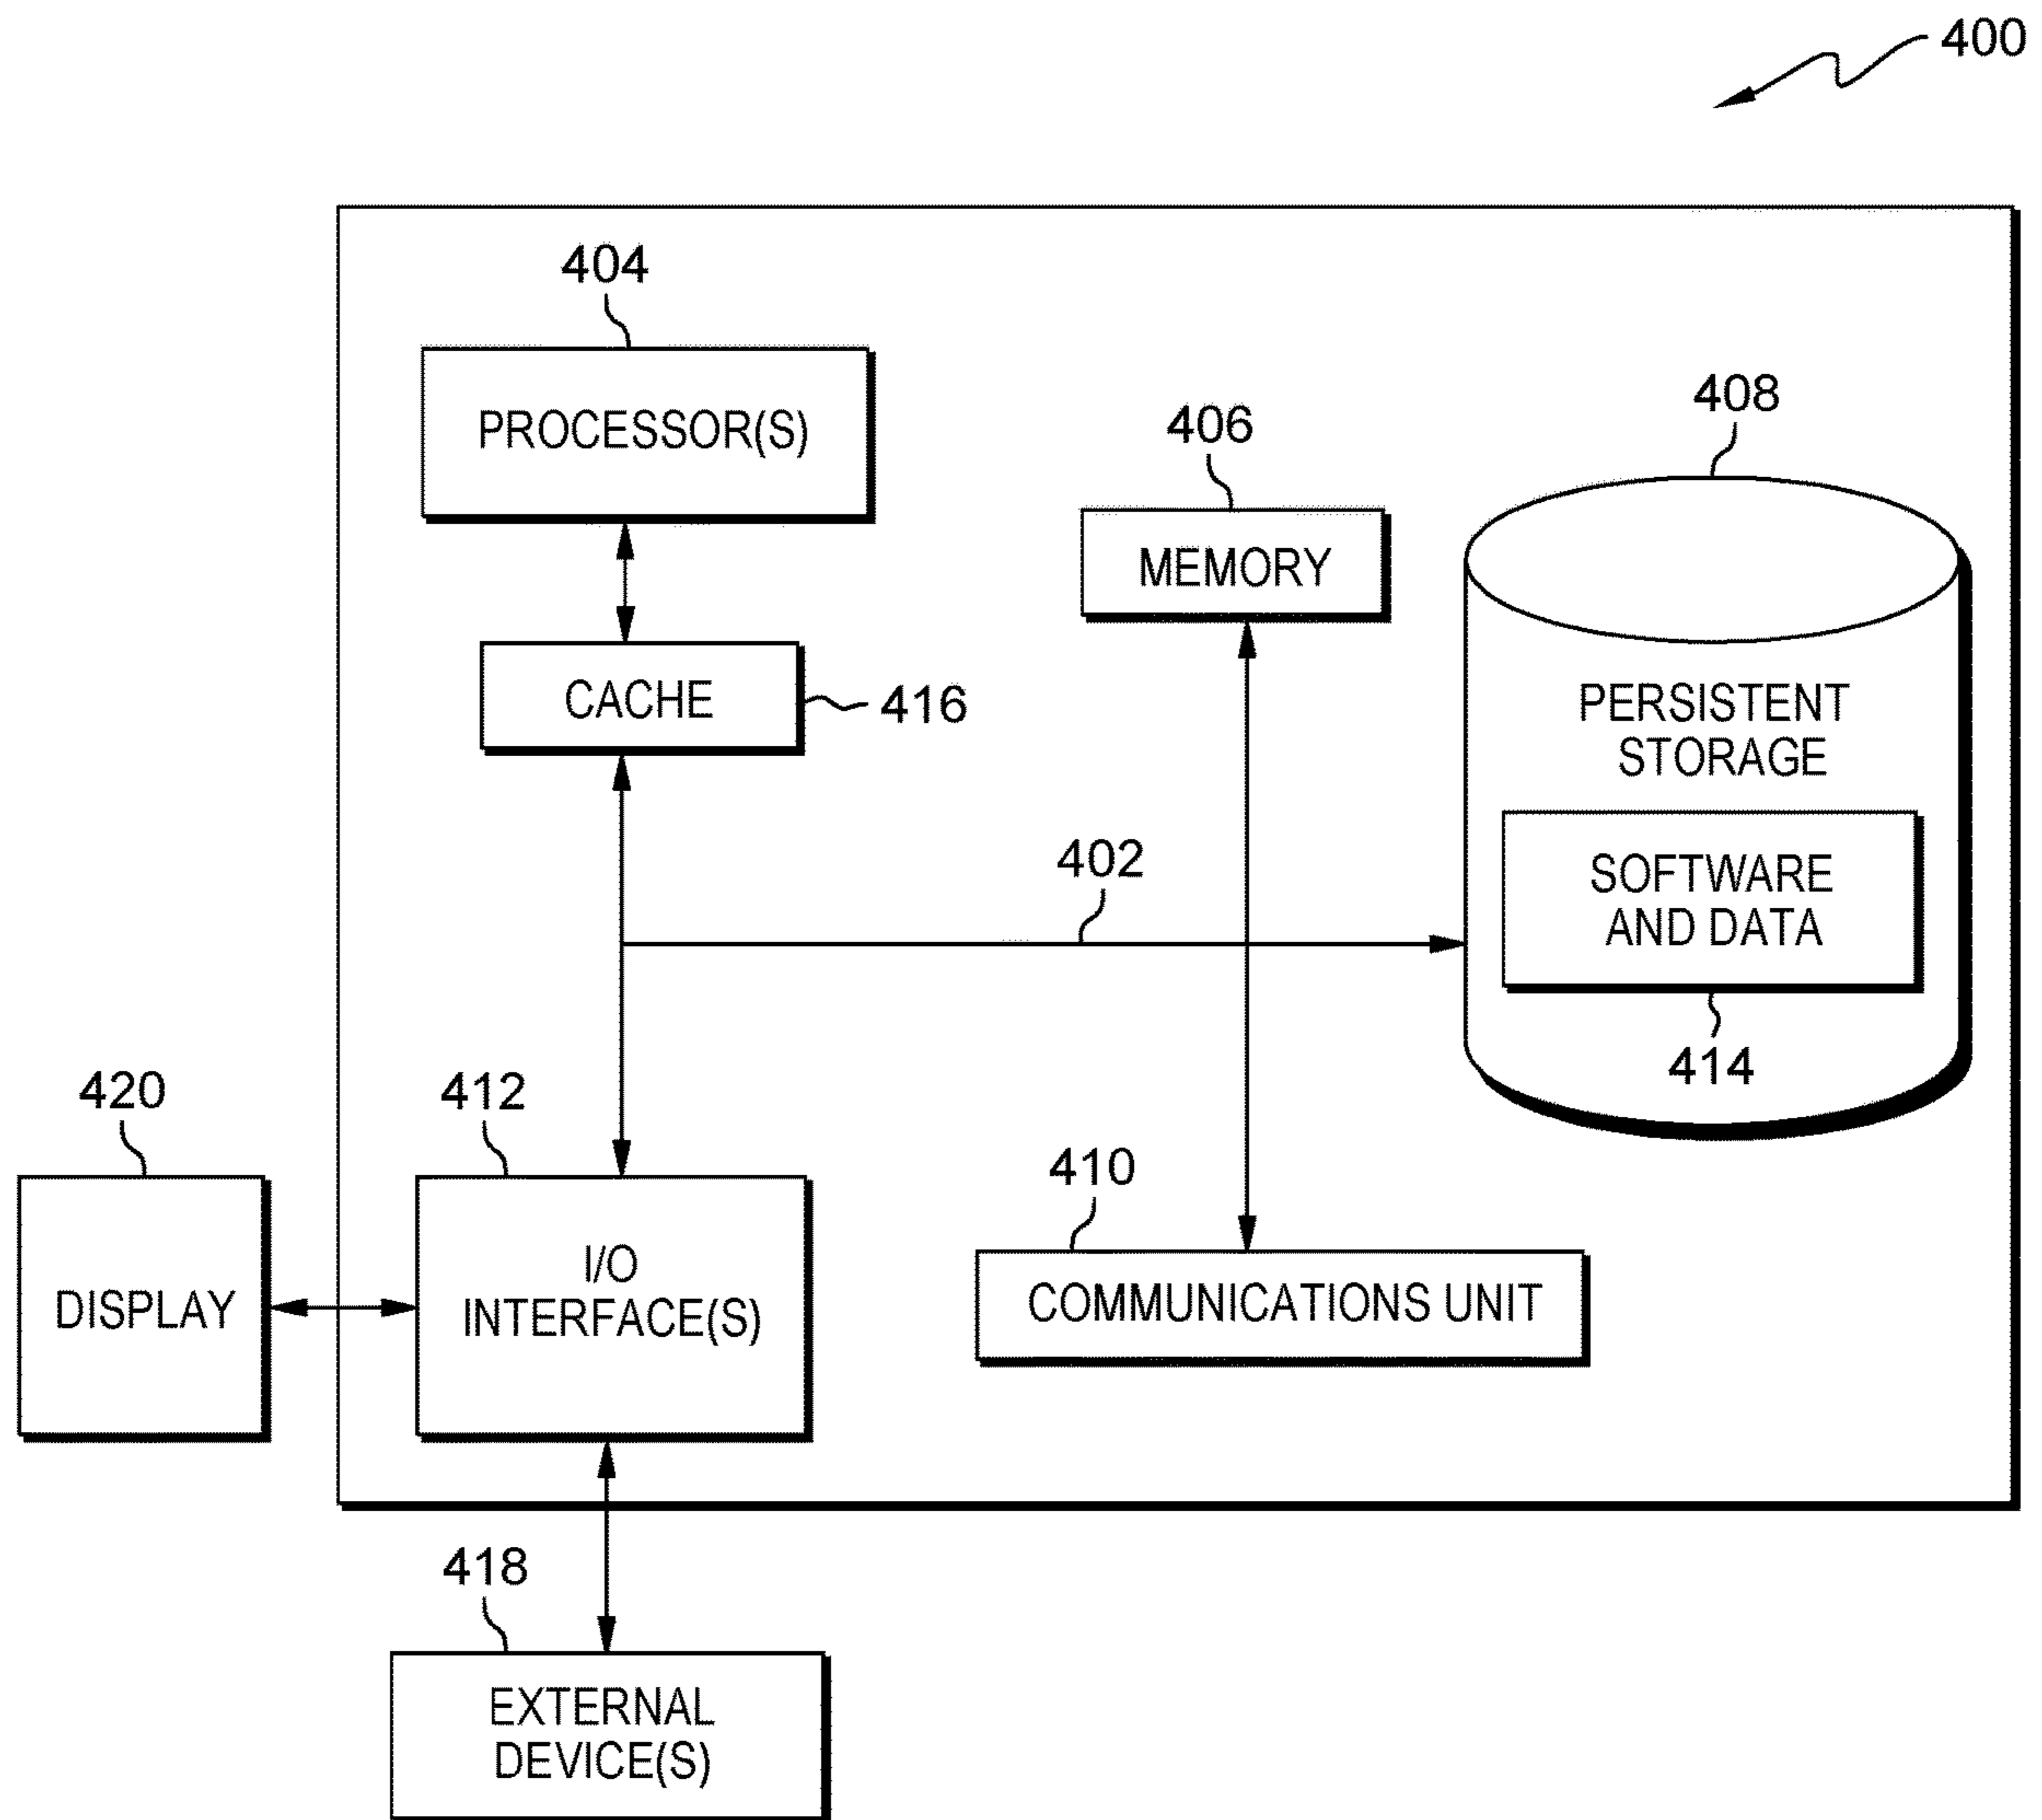 400
404
PROCESSOR(S)
408
406
MEMORY
CACHE
416
PERSISTENT
STORAGE
402
SOFTWARE
AND DATA
414
420
412
410
DISPLAY
I/O
INTERFACE(S)
COMMUNICATIONS UNIT
418
EXTERNAL
DEVICE(S)